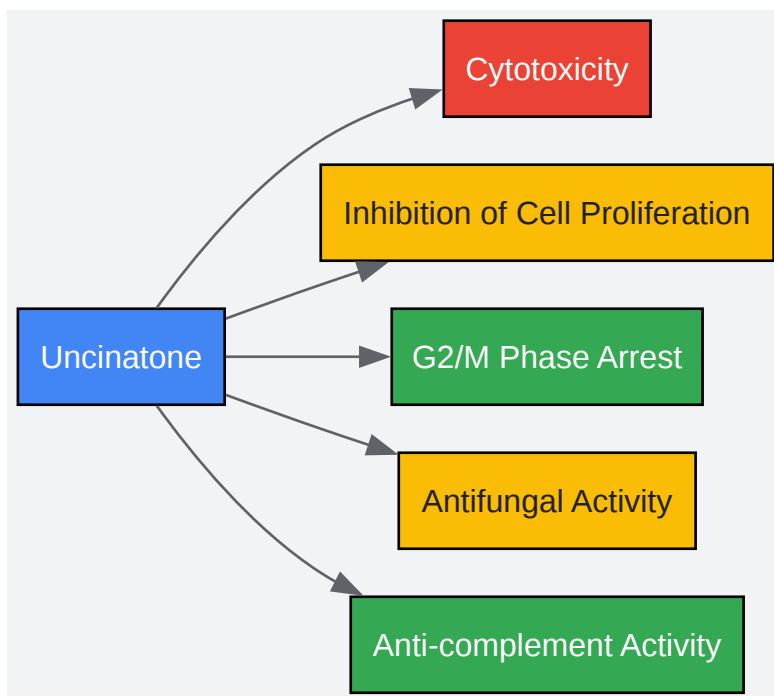 Cytotoxicity
Inhibition of Cell Proliferation
Uncinatone
G2/M Phase Arrest
Antifungal Activity
Anti-complement Activity